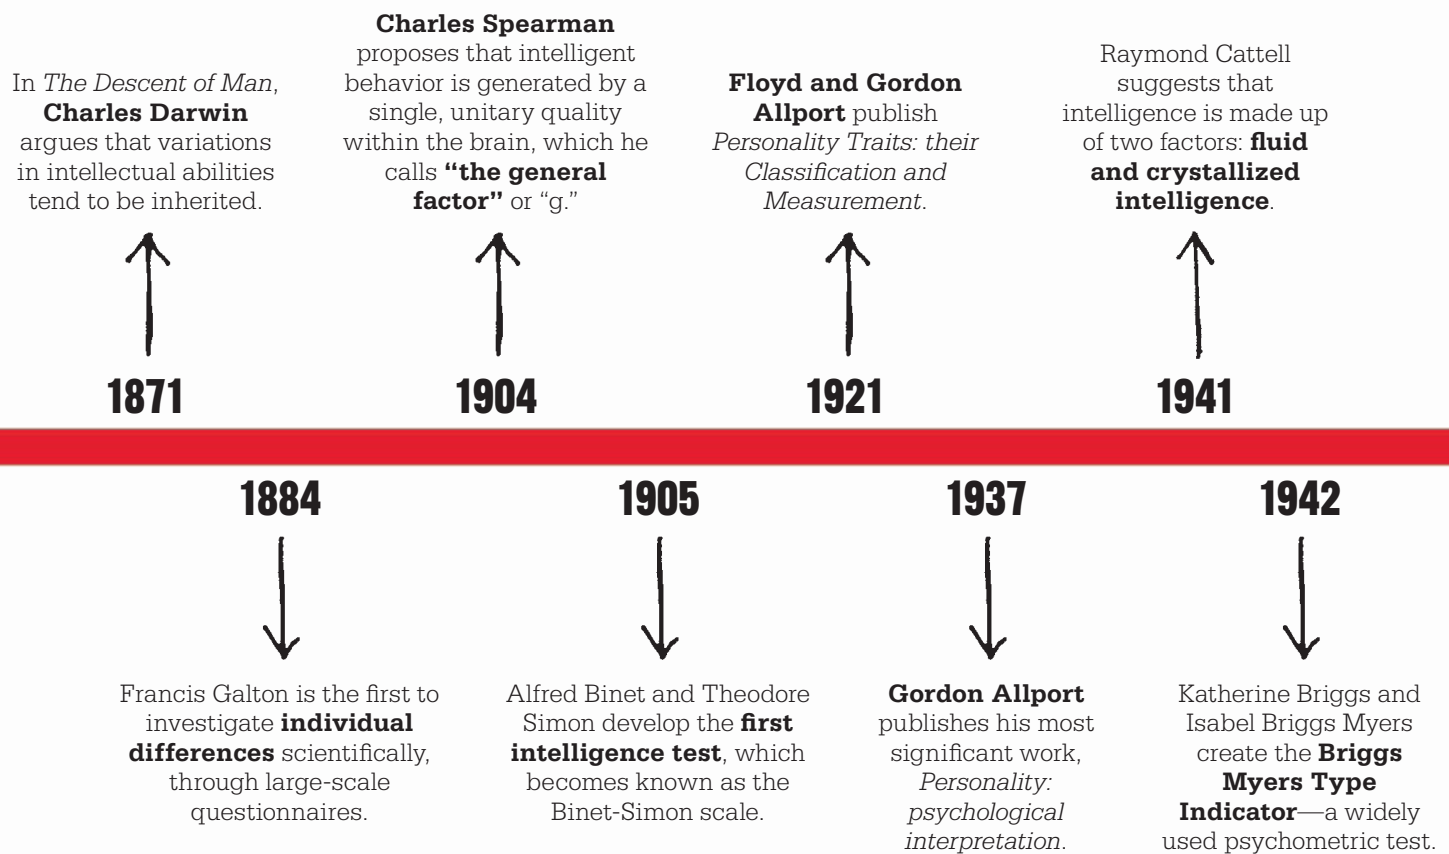 In The Descent of Man,
Charles Darwin
argues that variations
in intellectual abilities
tend to be inherited.
1871
Charles Spearman
proposes that intelligent
behavior is generated by a
single, unitary quality
within the brain, which he
calls “the general
factor” or “g.”
1904
Floyd and Gordon
Allport publish
Personality Traits: their
Classification and
Measurement.
1921
Raymond Cattell
suggests that
intelligence is made up
of two factors: fluid
and crystallized
intelligence.
1941
1884
Francis Galton is the first to
investigate individual
differences scientifically,
through large-scale
questionnaires.
1905
Alfred Binet and Theodore
Simon develop the first
intelligence test, which
becomes known as the
Binet-Simon scale.
1937
Gordon Allport
publishes his most
significant work,
Personality:
psychological
interpretation.
1942
Katherine Briggs and
Isabel Briggs Myers
create the Briggs
Myers Type
Indicator—a widely
used psychometric test.